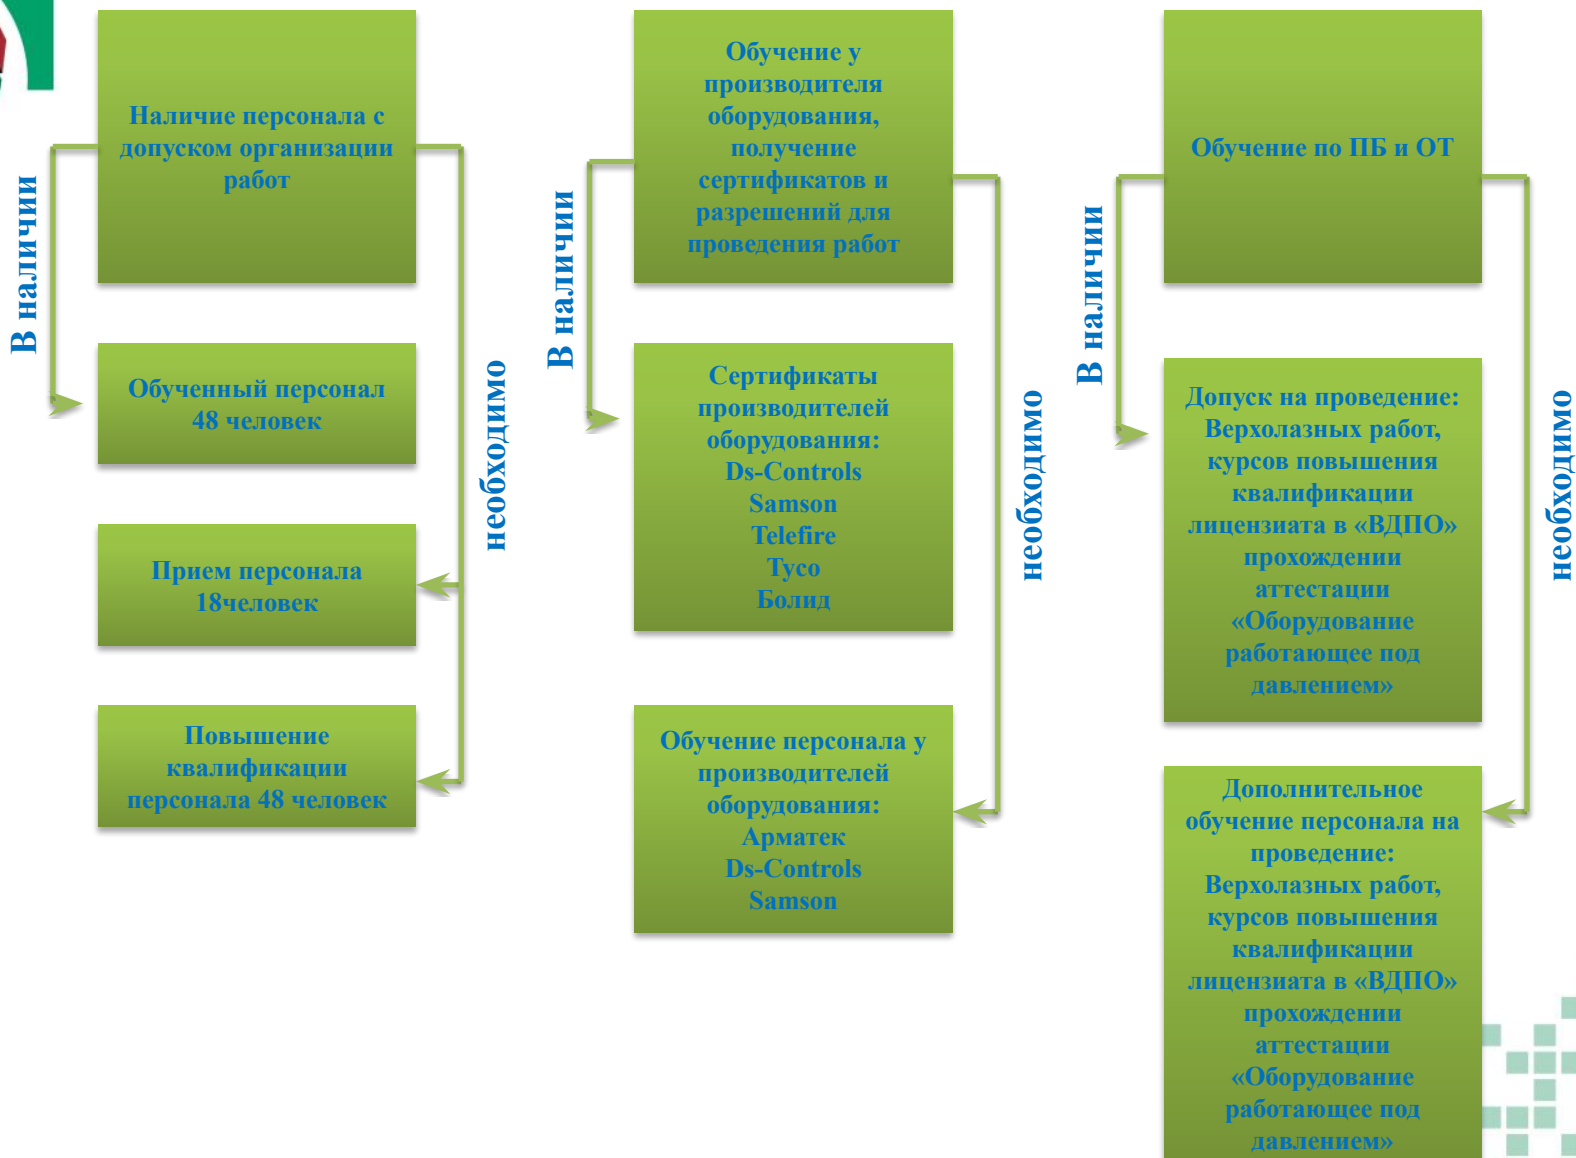 Наличие персонала с
допуском организации
работ
В наличии
Обученный персонал
48 человек
необходимо
Прием персонала
18человек
Повышение
квалификации
персонала 48 человек
Обучение у
производителя
оборудования,
получение
сертификатов и
разрешений для
проведения работ
В наличии
Сертификаты
производителей
оборудования:
Ds-Controls
Samson
Telefire
Tyco
Болид
необходимо
Обучение персонала у
производителей
оборудования:
Арматек
Ds-Controls
Samson
Обучение по ПБ и ОТ
В наличии
Допуск на проведение:
Верхолазных работ,
курсов повышения
квалификации
лицензиата в «ВДПО»
прохождении
аттестации
«Оборудование
работающее под
давлением»
необходимо
Дополнительное
обучение персонала на
проведение:
Верхолазных работ,
курсов повышения
квалификации
лицензиата в «ВДПО»
прохождении
аттестации
«Оборудование
работающее под
давлением»